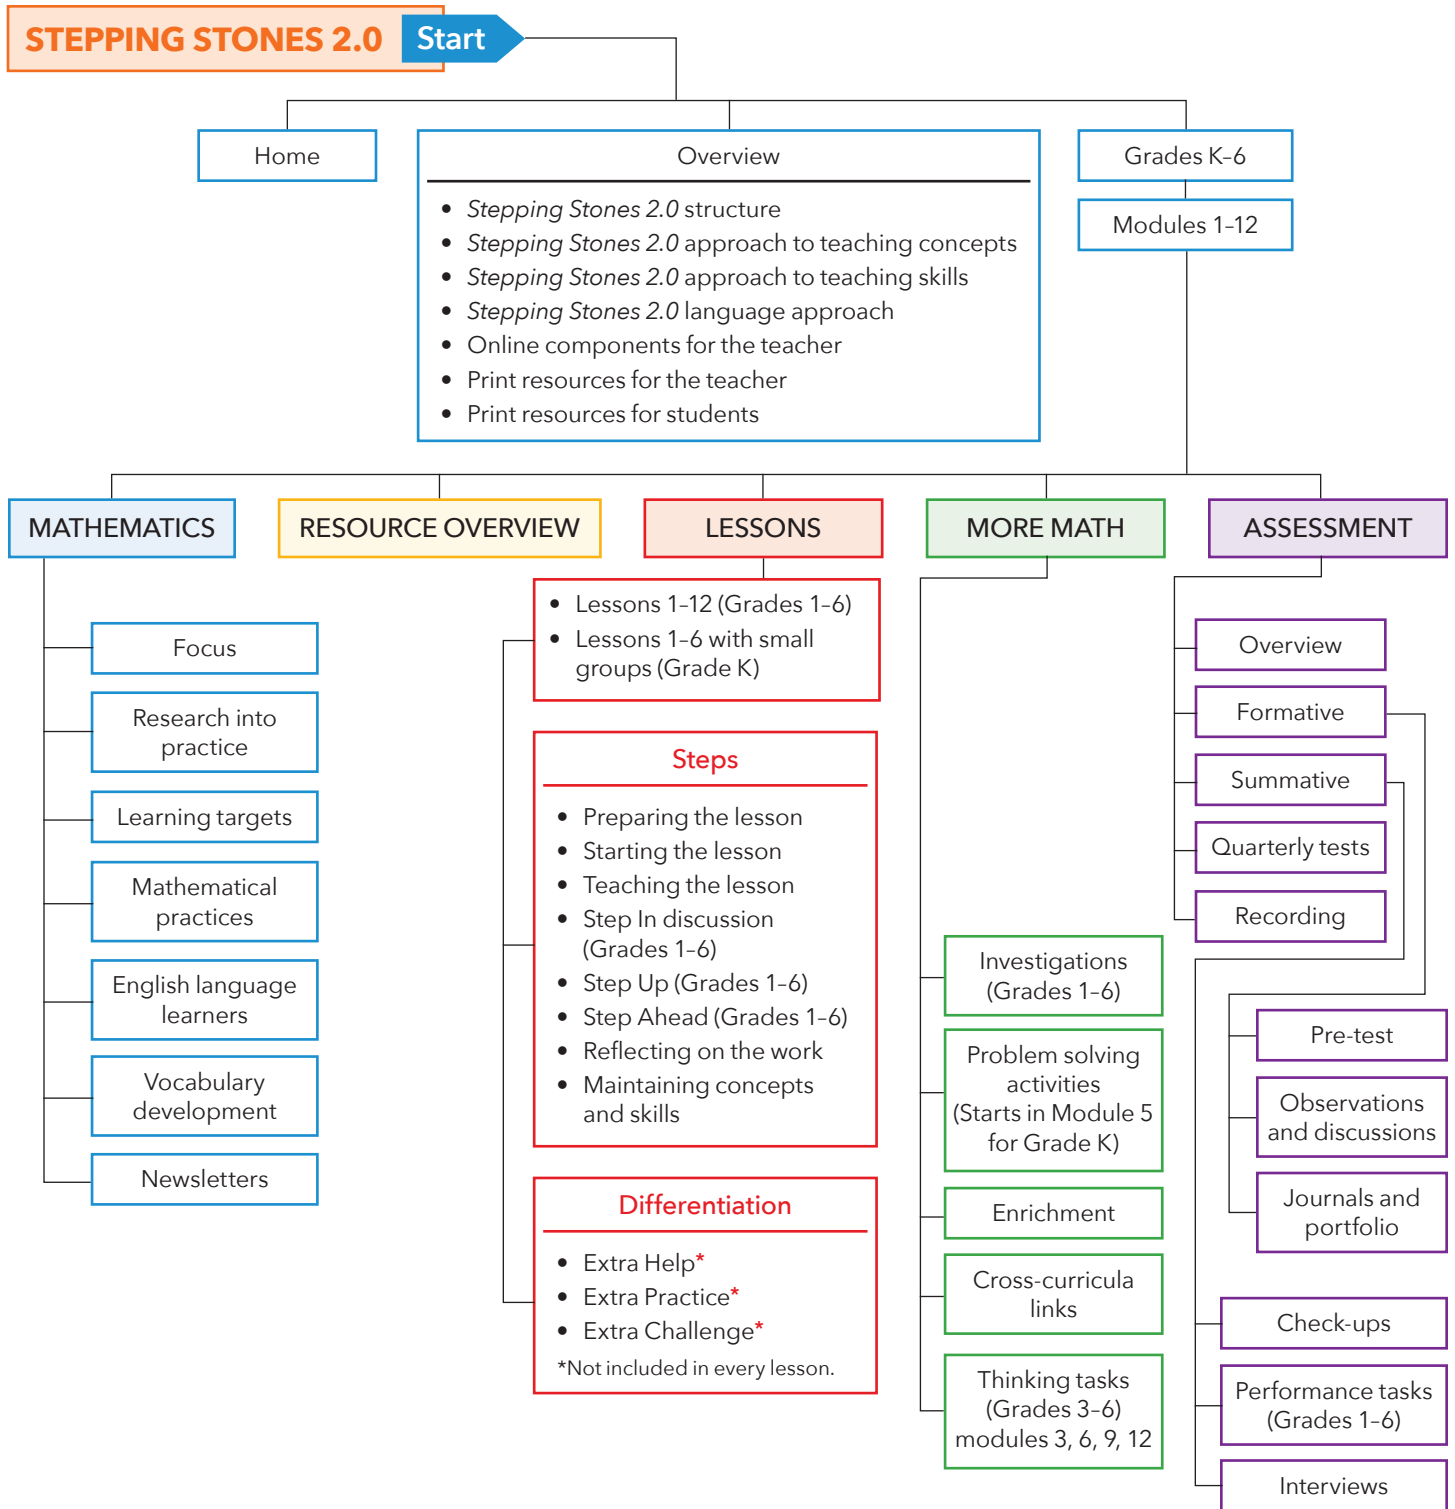 STEPPING STONES 2.0 Start
Home
Overview
• Stepping Stones 2.0 structure
• Stepping Stones 2.0 approach to teaching concepts
• Stepping Stones 2.0 approach to teaching skills
• Stepping Stones 2.0 language approach
• Online components for the teacher
• Print resources for the teacher
• Print resources for students
Grades K–6
Modules 1–12
MATHEMATICS
Focus
Research into
practice
Learning targets
Mathematical
practices
English language
learners
Vocabulary
development
Newsletters
RESOURCE OVERVIEW
LESSONS
• Lessons 1–12 (Grades 1–6)
• Lessons 1–6 with small
groups (Grade K)
Steps
• Preparing the lesson
• Starting the lesson
• Teaching the lesson
• Step In discussion
(Grades 1–6)
• Step Up (Grades 1–6)
• Step Ahead (Grades 1–6)
• Reflecting on the work
• Maintaining concepts
and skills
Differentiation
• Extra Help*
• Extra Practice*
• Extra Challenge*
*Not included in every lesson.
MORE MATH
Investigations
(Grades 1–6)
Problem solving
activities
(Starts in Module 5
for Grade K)
Enrichment
Cross-curricula
links
Thinking tasks
(Grades 3–6)
modules 3, 6, 9, 12
ASSESSMENT
Overview
Formative
Summative
Quarterly tests
Recording
Pre-test
Observations
and discussions
Journals and
portfolio
Check-ups
Performance tasks
(Grades 1–6)
Interviews